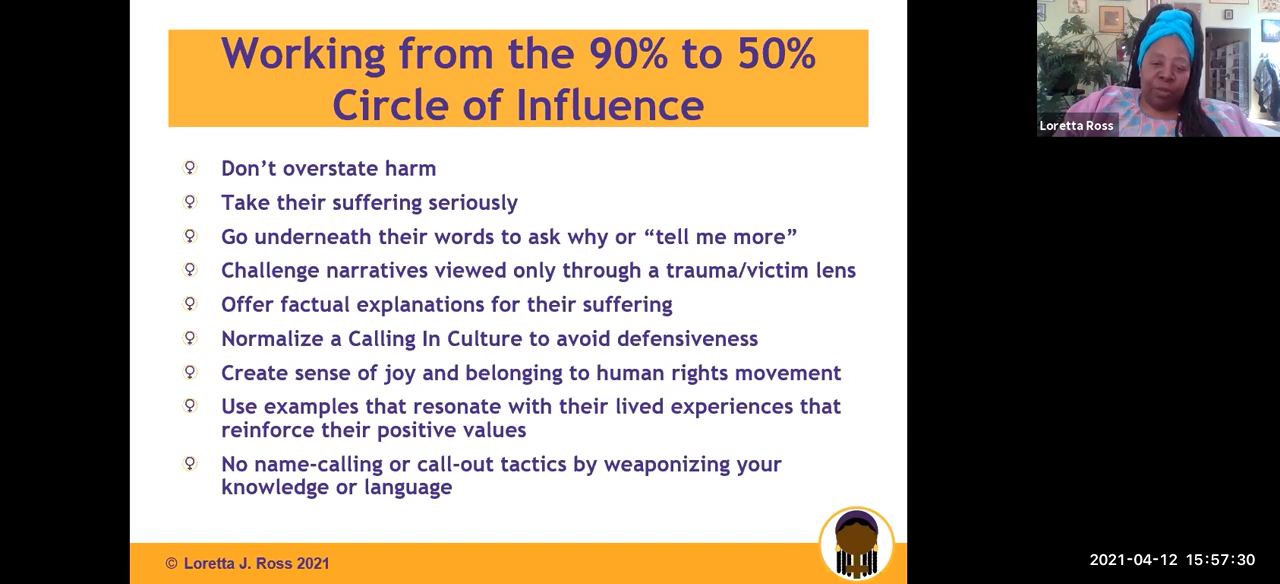 Working from the 90% to 50%
Circle of Influence
Don’t overstate harm
Take their suffering seriously
Go underneath their words to ask why or “tell me more”
Challenge narratives viewed only through a trauma/victim lens
Offer factual explanations for their suffering
Normalize a Calling In Culture to avoid defensiveness
Create sense of joy and belonging to human rights movement
Use examples that resonate with their lived experiences that
reinforce their positive values
No name-calling or call-out tactics by weaponizing your
knowledge or language
© Loretta J. Ross 2021
Loretta Ross
2021-04-12 15:57:30